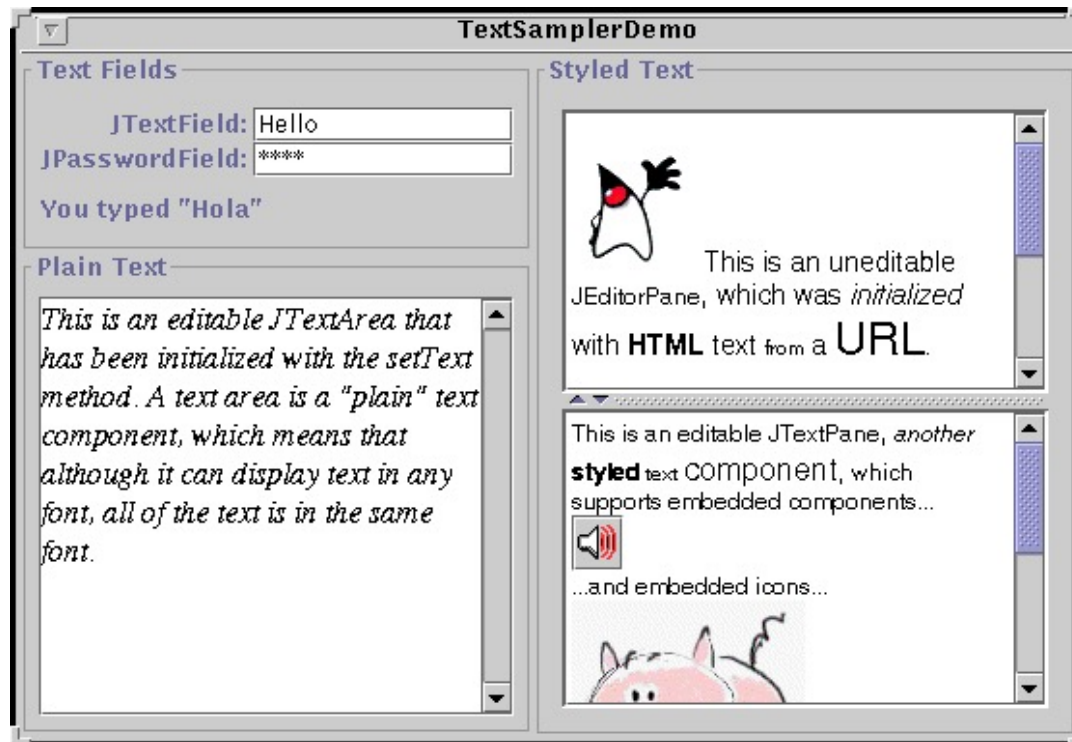 TextSamplerDemo
Text Fields
JTextField: Hello
JPasswordField: ****
You typed "Hola"
Plain Text
This is an editable JTextArea that
has been initialized with the setText
method. A text area is a "plain" text
component, which means that
although it can display text in any
font, all of the text is in the same
font.
Styled Text
This is an uneditable
JEditorPane, which was initialized
with HTML text from a URL.
This is an editable JTextPane, another
styled text component, which
supports embedded components...
...and embedded icons...